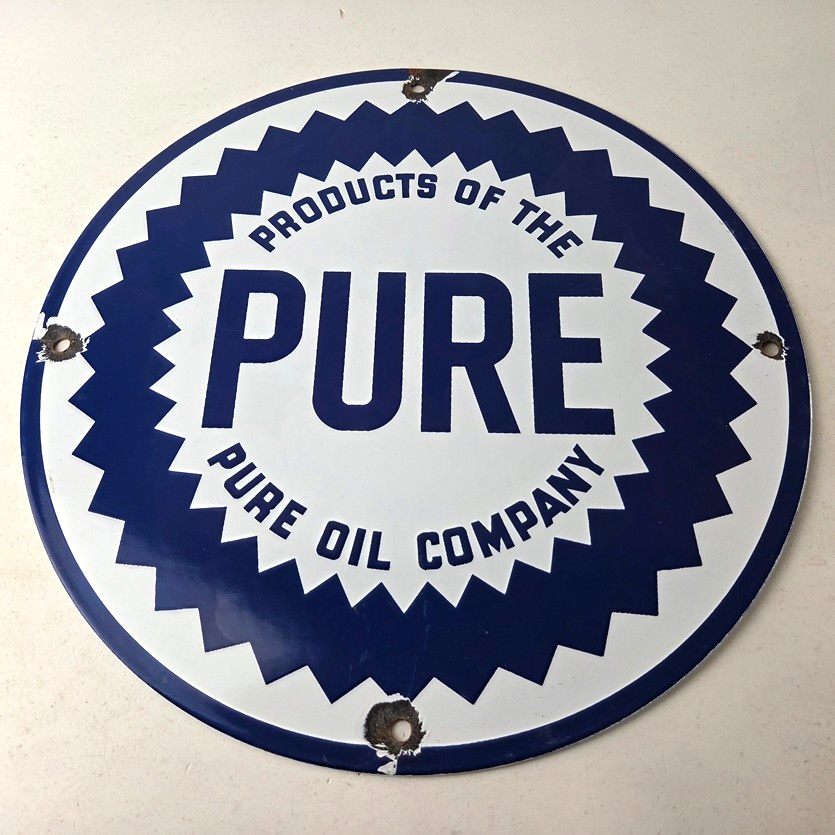 PRODUCTS OF THE
PURE
PURE OIL COMPANY